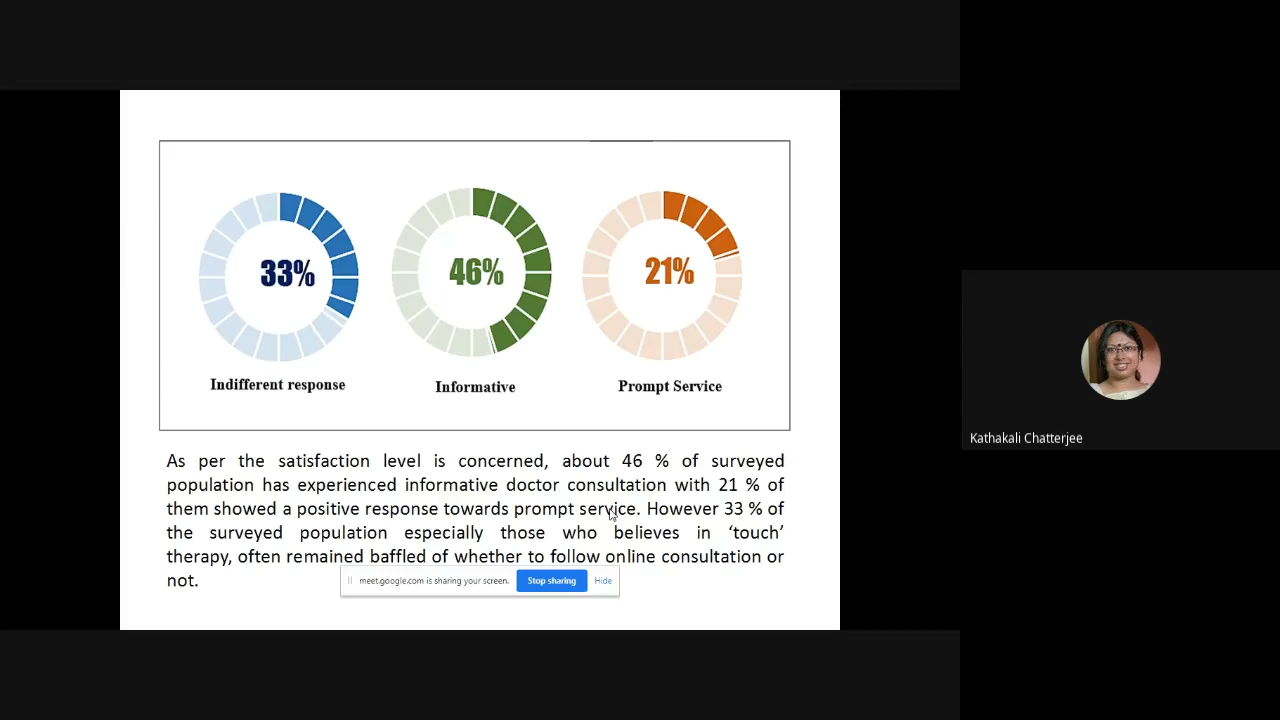 33%
46%
21%
Indifferent response
Informative
Prompt Service
As per the satisfaction level is concerned, about 46 % of surveyed
population has experienced informative doctor consultation with 21 % of
them showed a positive response towards prompt service. However 33 % of
the surveyed population especially those who believes in ‘touch’
therapy, often remained baffled of whether to follow online consultation or
not.
meet.google.com is sharing your screen.
Stop sharing
Hide
Kathakali Chatterjee